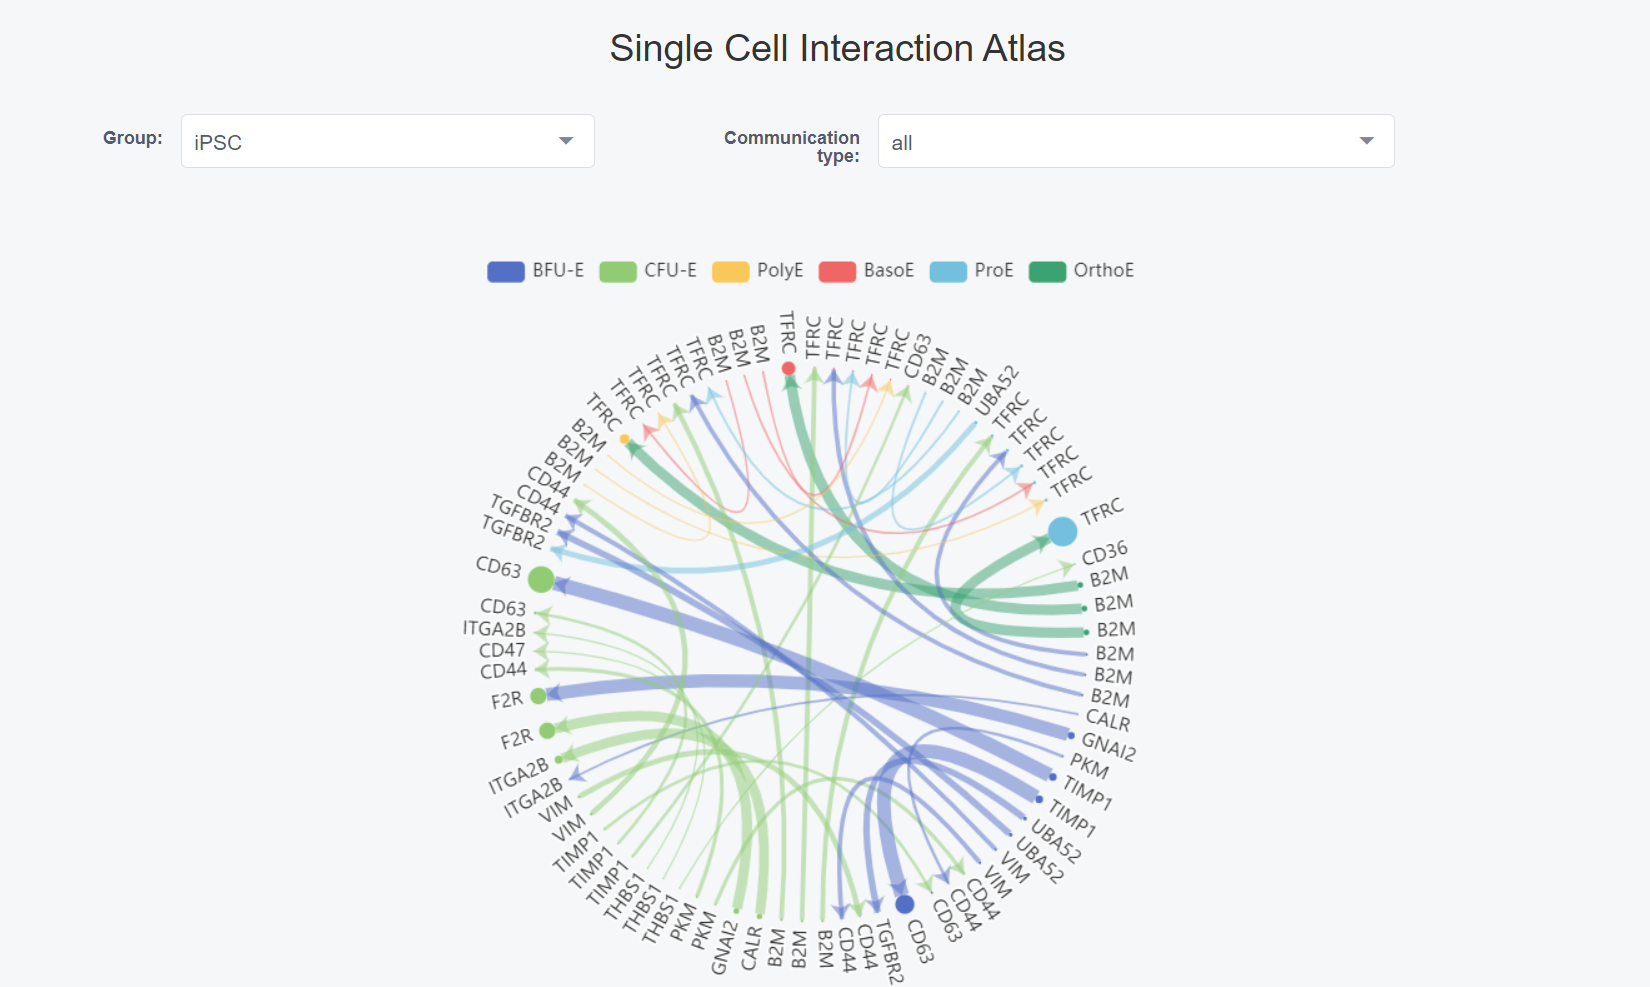 Single Cell Interaction Atlas
Group:
iPSC
Communication
type:
all
BFU-E
CFU-E
PolyE
BasoE
ProE
OrthoE
TFRC
TFRC
TFRC
TFRC
TFRC
TFRC
CD63
B2M
B2M
B2M
UBA52
TFRC
TFRC
TFRC
TFRC
TFRC
TFRC
CD36
B2M
B2M
B2M
B2M
B2M
B2M
CALR
GNAI2
PKM
TIMP1
TIMP1
UBA52
UBA52
VIM
VIM
CD44
CD44
CD63
CD63
TGFBR2
CD44
CD44
B2M
B2M
B2M
CALR
GNAI2
PKM
PKM
THBS1
THBS1
THBS1
TIMP1
TIMP1
TIMP1
VIM
VIM
ITGA2B
ITGA2B
F2R
F2R
CD44
CD47
ITGA2B
CD63
CD63
TGFBR2
TGFBR2
CD44
CD44
B2M
B2M
B2M
TFRC
TFRC
TFRC
TFRC
TFRC
TFRC
B2M
B2M
B2M